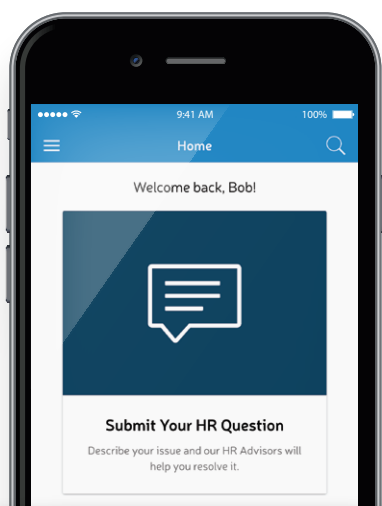 9:41 AM
100%
Home
Welcome back, Bob!
Submit Your HR Question
Describe your issue and our HR Advisors will
help you resolve it.